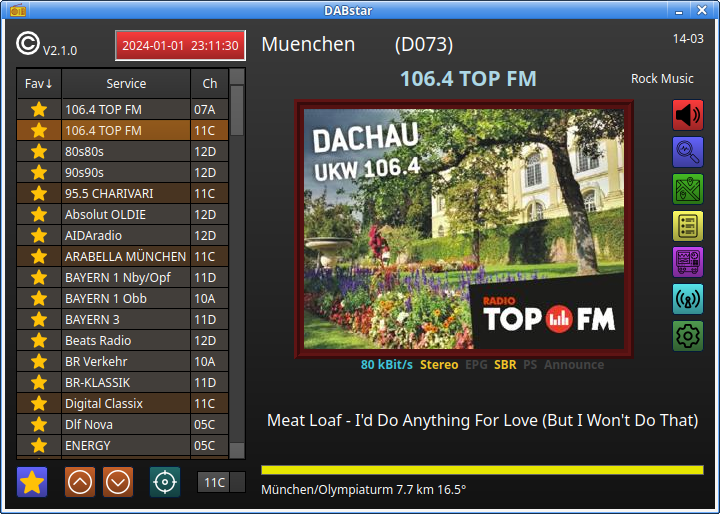 DABstar
© V2.1.0
2024-01-01 23:11:30
Muenchen (D073)
14-03
106.4 TOP FM
Rock Music
Fav↓ Service Ch
106.4 TOP FM 07A
106.4 TOP FM 11C
80s80s 12D
90s90s 12D
95.5 CHARIVARI 11C
Absolut OLDIE 12D
AIDAradio 12D
ARABELLA MÜNCHEN 11C
BAYERN 1 Nby/Opf 11D
BAYERN 1 Obb 10A
BAYERN 3 11D
Beats Radio 12D
BR Verkehr 10A
BR-KLASSIK 11D
Digital Classix 11C
Dlf Nova 05C
ENERGY 05C
11C
DACHAU
UKW 106.4
RADIO
TOP FM
80 kBit/s Stereo EPG SBR PS Announce
Meat Loaf - I'd Do Anything For Love (But I Won't Do That)
München/Olympiaturm 7.7 km 16.5°